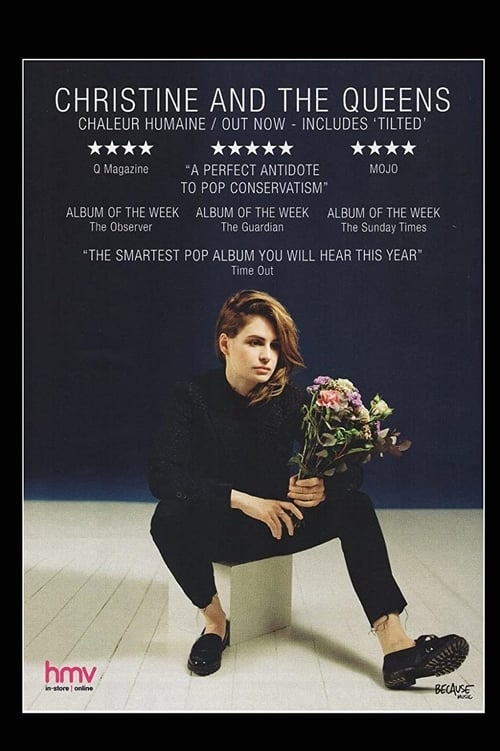 CHRISTINE AND THE QUEENS
CHALEUR HUMAINE / OUT NOW - INCLUDES ‘TILTED’
Q Magazine
“A PERFECT ANTIDOTE
TO POP CONSERVATISM”
MOJO
ALBUM OF THE WEEK
The Observer
ALBUM OF THE WEEK
The Guardian
ALBUM OF THE WEEK
The Sunday Times
“THE SMARTEST POP ALBUM YOU WILL HEAR THIS YEAR”
Time Out
hmv
in-store | online
BECAUSE
MUSIC